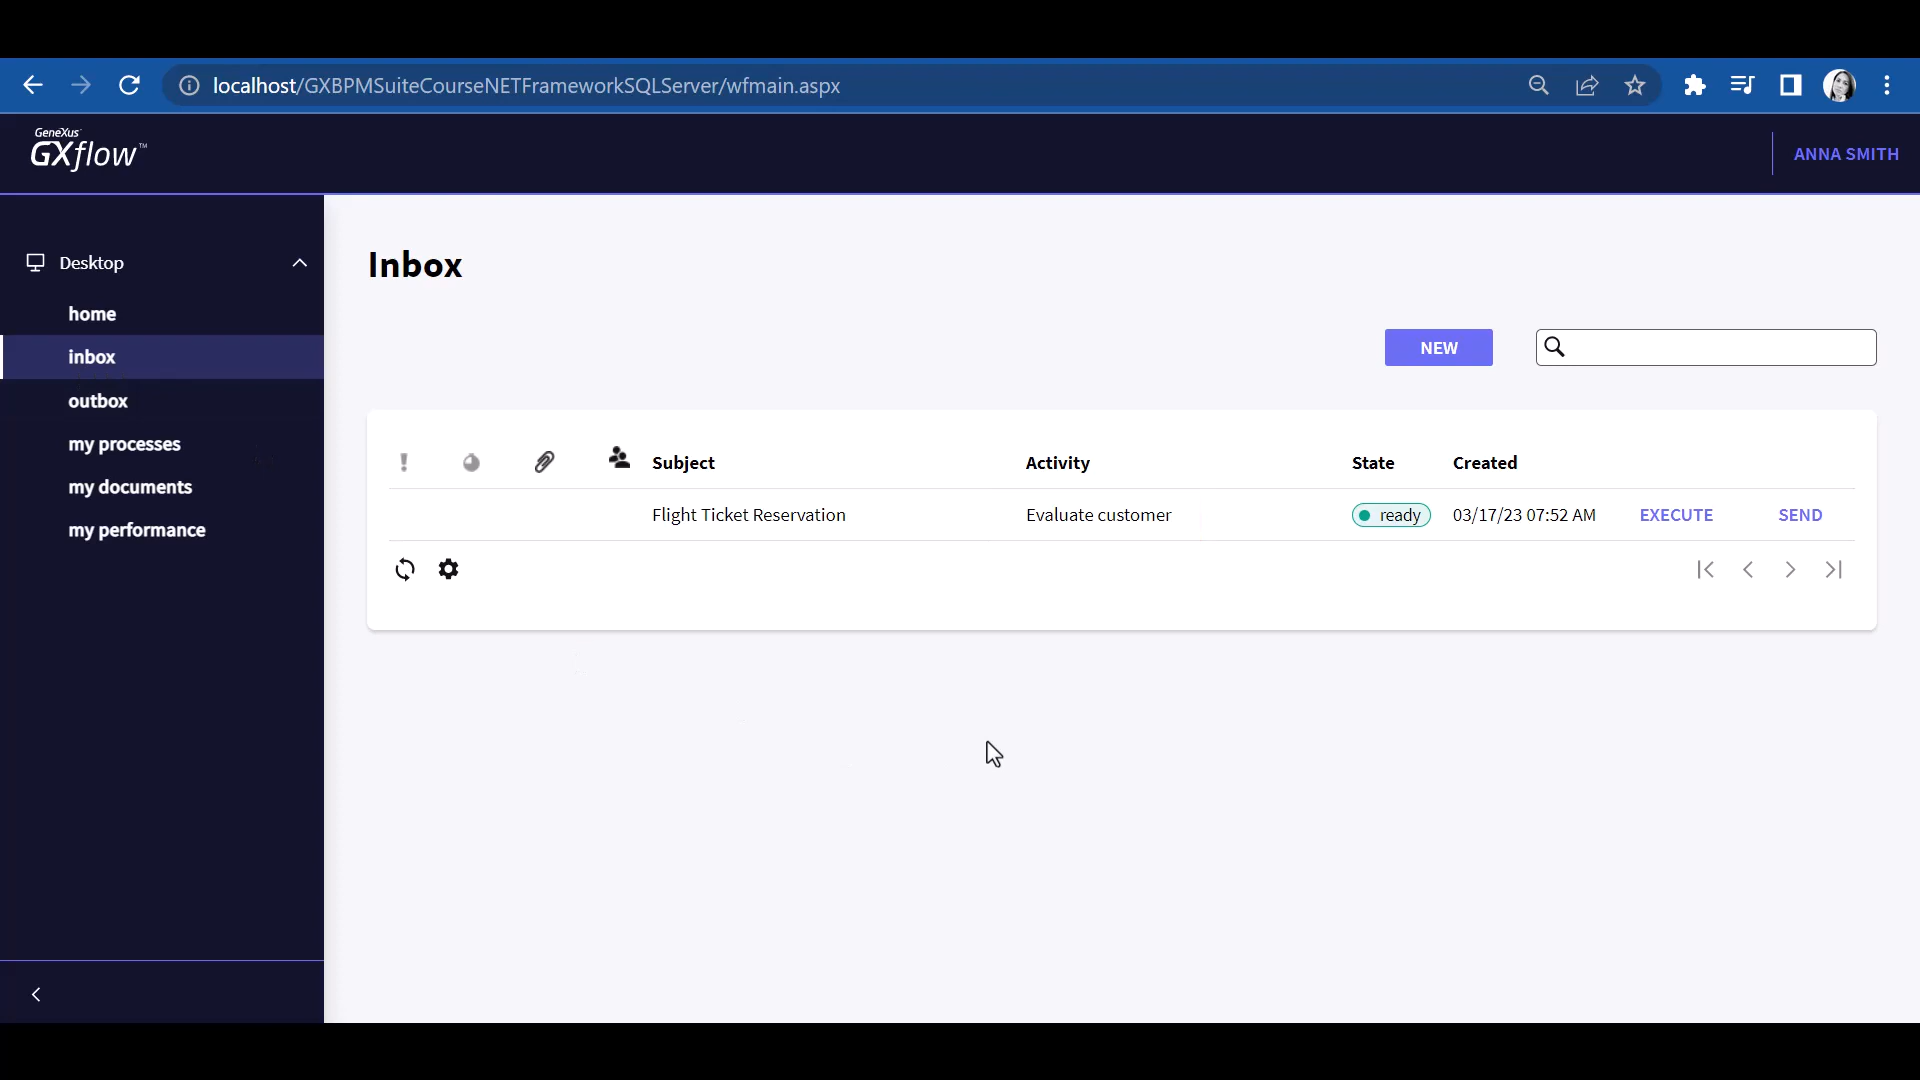 localhost/GXBPMSuiteCourseNETFrameworkSQLServer/wfmain.aspx
GeneXus
GXflow™
ANNA SMITH
Desktop
home
inbox
outbox
my processes
my documents
my performance
Inbox
NEW
Subject Activity State Created
Flight Ticket Reservation Evaluate customer ready 03/17/23 07:52 AM EXECUTE SEND